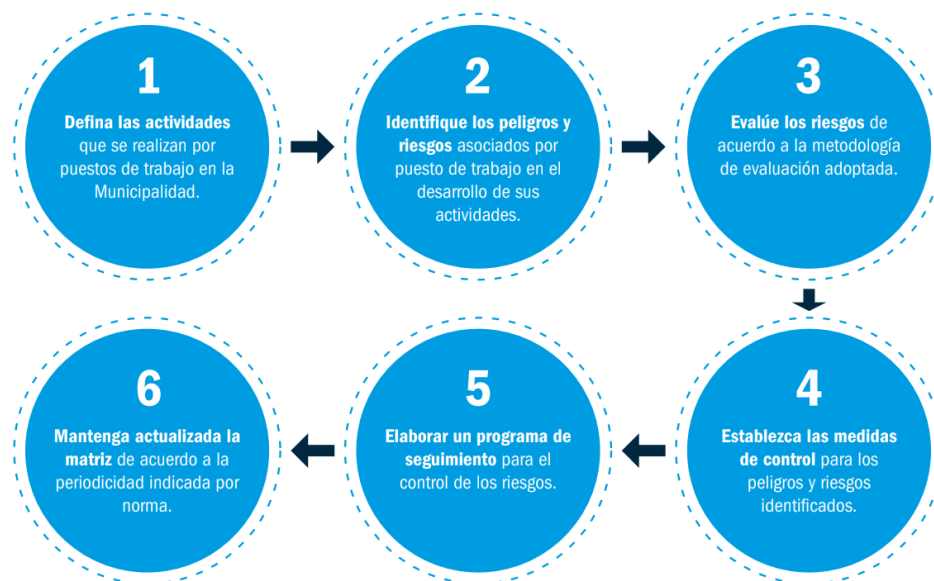 1
Defina las actividades
que se realizan por
puestos de trabajo en la
Municipalidad.
2
Identifique los peligros y
riesgos asociados por
puesto de trabajo en el
desarrollo de sus
actividades.
3
Evalúe los riesgos de
acuerdo a la metodología
de evaluación adoptada.
4
Establezca las medidas
de control para los
peligros y riesgos
identificados.
5
Elaborar un programa de
seguimiento para el
control de los riesgos.
6
Mantenga actualizada la
matriz de acuerdo a la
periodicidad indicada por
norma.